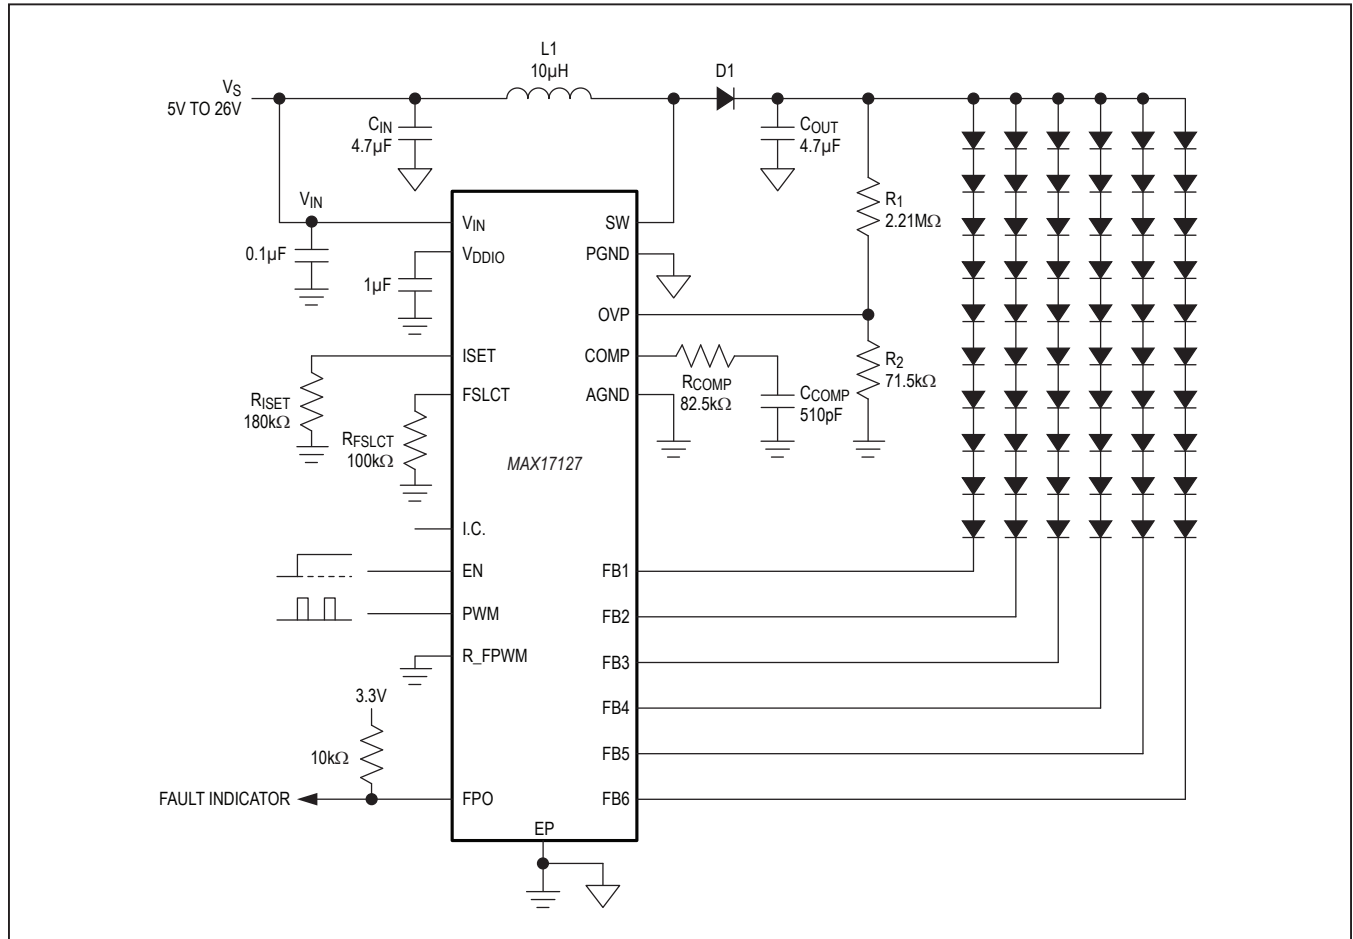 L1
10µH
D1
VS
5V TO 26V
CIN
4.7µF
COUT
4.7µF
R1
2.21MΩ
VIN
0.1µF
1µF
VIN
VDDIO
ISET
FSLCT
I.C.
EN
PWM
R_FPWM
FPO
EP
SW
PGND
OVP
COMP
AGND
FB1
FB2
FB3
FB4
FB5
FB6
MAX17127
RISET
180kΩ
RFSLCT
100kΩ
RCOMP
82.5kΩ
CCOMP
510pF
R2
71.5kΩ
3.3V
10kΩ
FAULT INDICATOR